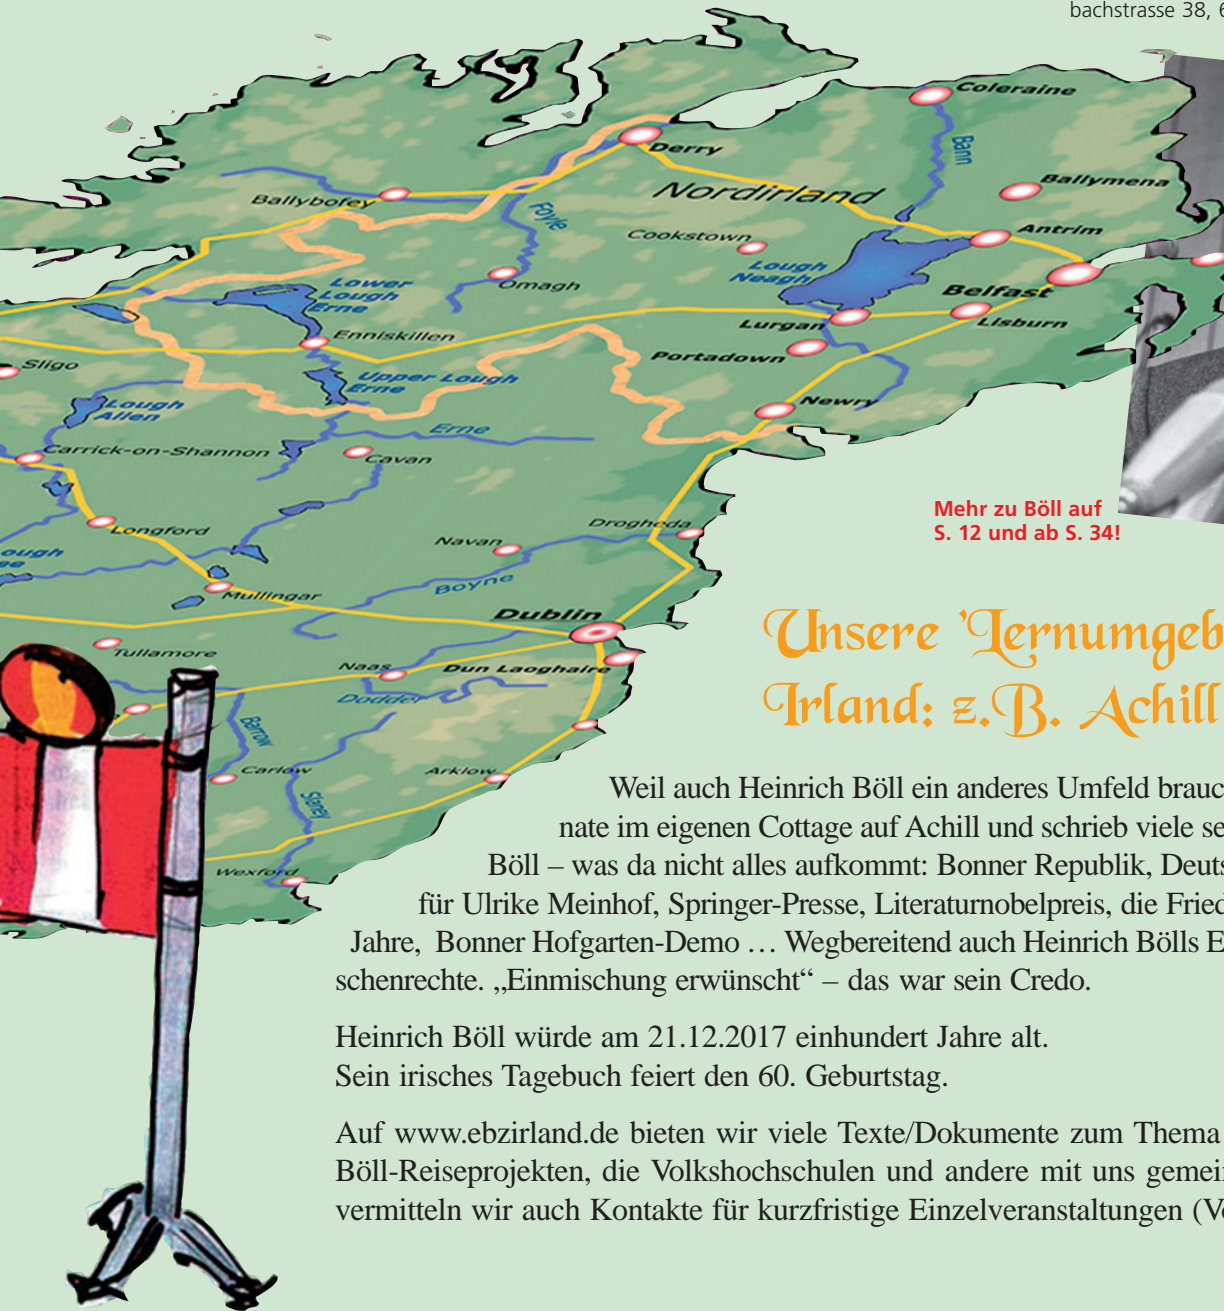 bachstrasse 38, 6
Coleraine
Bann
Derry
Ballymena
Nordirland
Ballybofey
Foyle
Cookstown
Antrim
Lough
Neagh
Omagh
Lower
Lough
Erne
Belfast
Lurgan
Lisburn
Enniskillen
Portadown
Sligo
Upper Lough
Erne
Lough
Allen
Newry
Erne
Carrick-on-Shannon
Cavan
Mehr zu Böll auf
S. 12 und ab S. 34!
Longford
Drogheda
Navan
ough
ee
Boyne
Mullingar
Dublin
Tullamore
Naas
Dun Laoghaire
Dodder
Barrow
Carlow
Slaney
Arklow
Wexford
Unsere 'Lernumgeb
Irland: z.B. Achill
Weil auch Heinrich Böll ein anderes Umfeld brauc
nate im eigenen Cottage auf Achill und schrieb viele se
Böll – was da nicht alles aufkommt: Bonner Republik, Deuts
für Ulrike Meinhof, Springer-Presse, Literaturnobelpreis, die Fried
Jahre, Bonner Hofgarten-Demo … Wegbereitend auch Heinrich Bölls E
schenrechte. „Einmischung erwünscht“ – das war sein Credo.
Heinrich Böll würde am 21.12.2017 einhundert Jahre alt.
Sein irisches Tagebuch feiert den 60. Geburtstag.
Auf www.ebzirland.de bieten wir viele Texte/Dokumente zum Thema
Böll-Reiseprojekten, die Volkshochschulen und andere mit uns gemein
vermitteln wir auch Kontakte für kurzfristige Einzelveranstaltungen (Vo